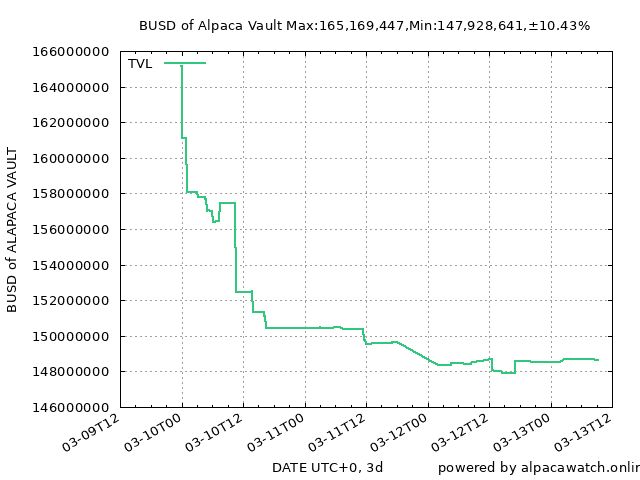 BUSD of Alpaca Vault Max:165,169,447,Min:147,928,641,±10.43%
166000000
TVL
164000000
162000000
160000000
158000000
156000000
154000000
152000000
150000000
148000000
146000000
BUSD of ALAPACA VAULT
03-09T12
03-10T00
03-10T12
03-11T00
03-11T12
03-12T00
03-12T12
03-13T00
03-13T12
DATE UTC+0, 3d
powered by alpacawatch.onlin